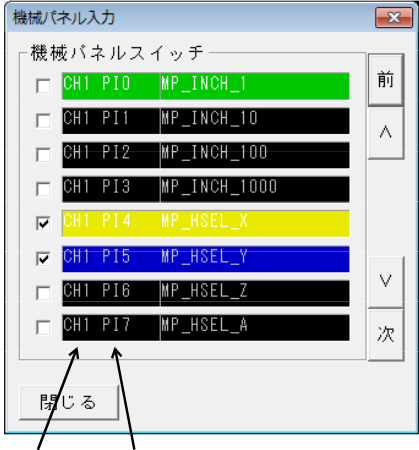 機械パネル入力
機械パネルスイッチ
CH1 PI0 MP_INCH_1
CH1 PI1 MP_INCH_10
CH1 PI2 MP_INCH_100
CH1 PI3 MP_INCH_1000
CH1 PI4 MP_HSEL_X
CH1 PI5 MP_HSEL_Y
CH1 PI6 MP_HSEL_Z
CH1 PI7 MP_HSEL_A
前
∧
∨
次
閉じる